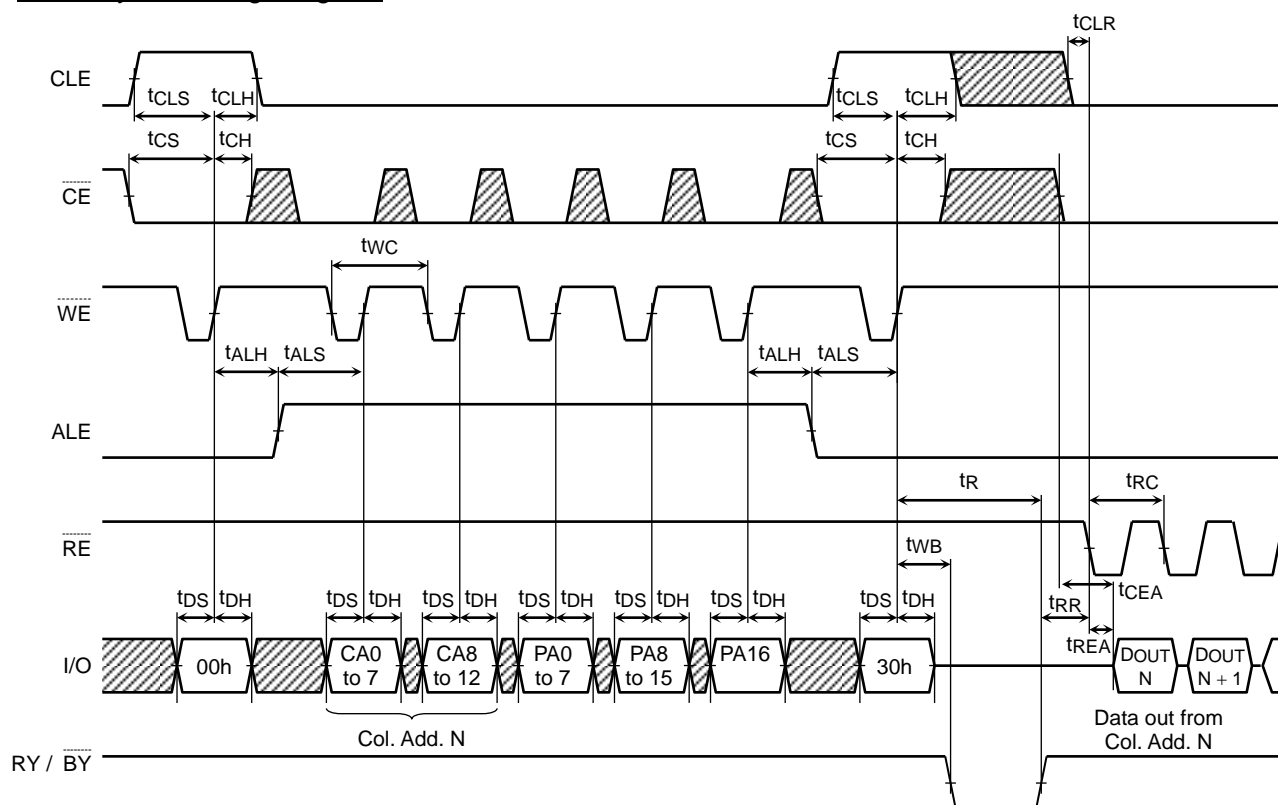 tCLR
CLE
tCLS tCLH tCLS tCLH
tCS tCH tCS tCH
CE
tWC
WE
tALH tALS tALH tALS
ALE
tR tRC
RE
tWB
tDS tDH tDS tDH tDS tDH tDS tDH tDS tDH tDS tDH tDS tDH tRR tCEA
tREA
I/O 00h CA0 to 7 CA8 to 12 PA0 to 7 PA8 to 15 PA16 30h DOUT N DOUT N + 1
Col. Add. N
Data out from
Col. Add. N
RY / BY